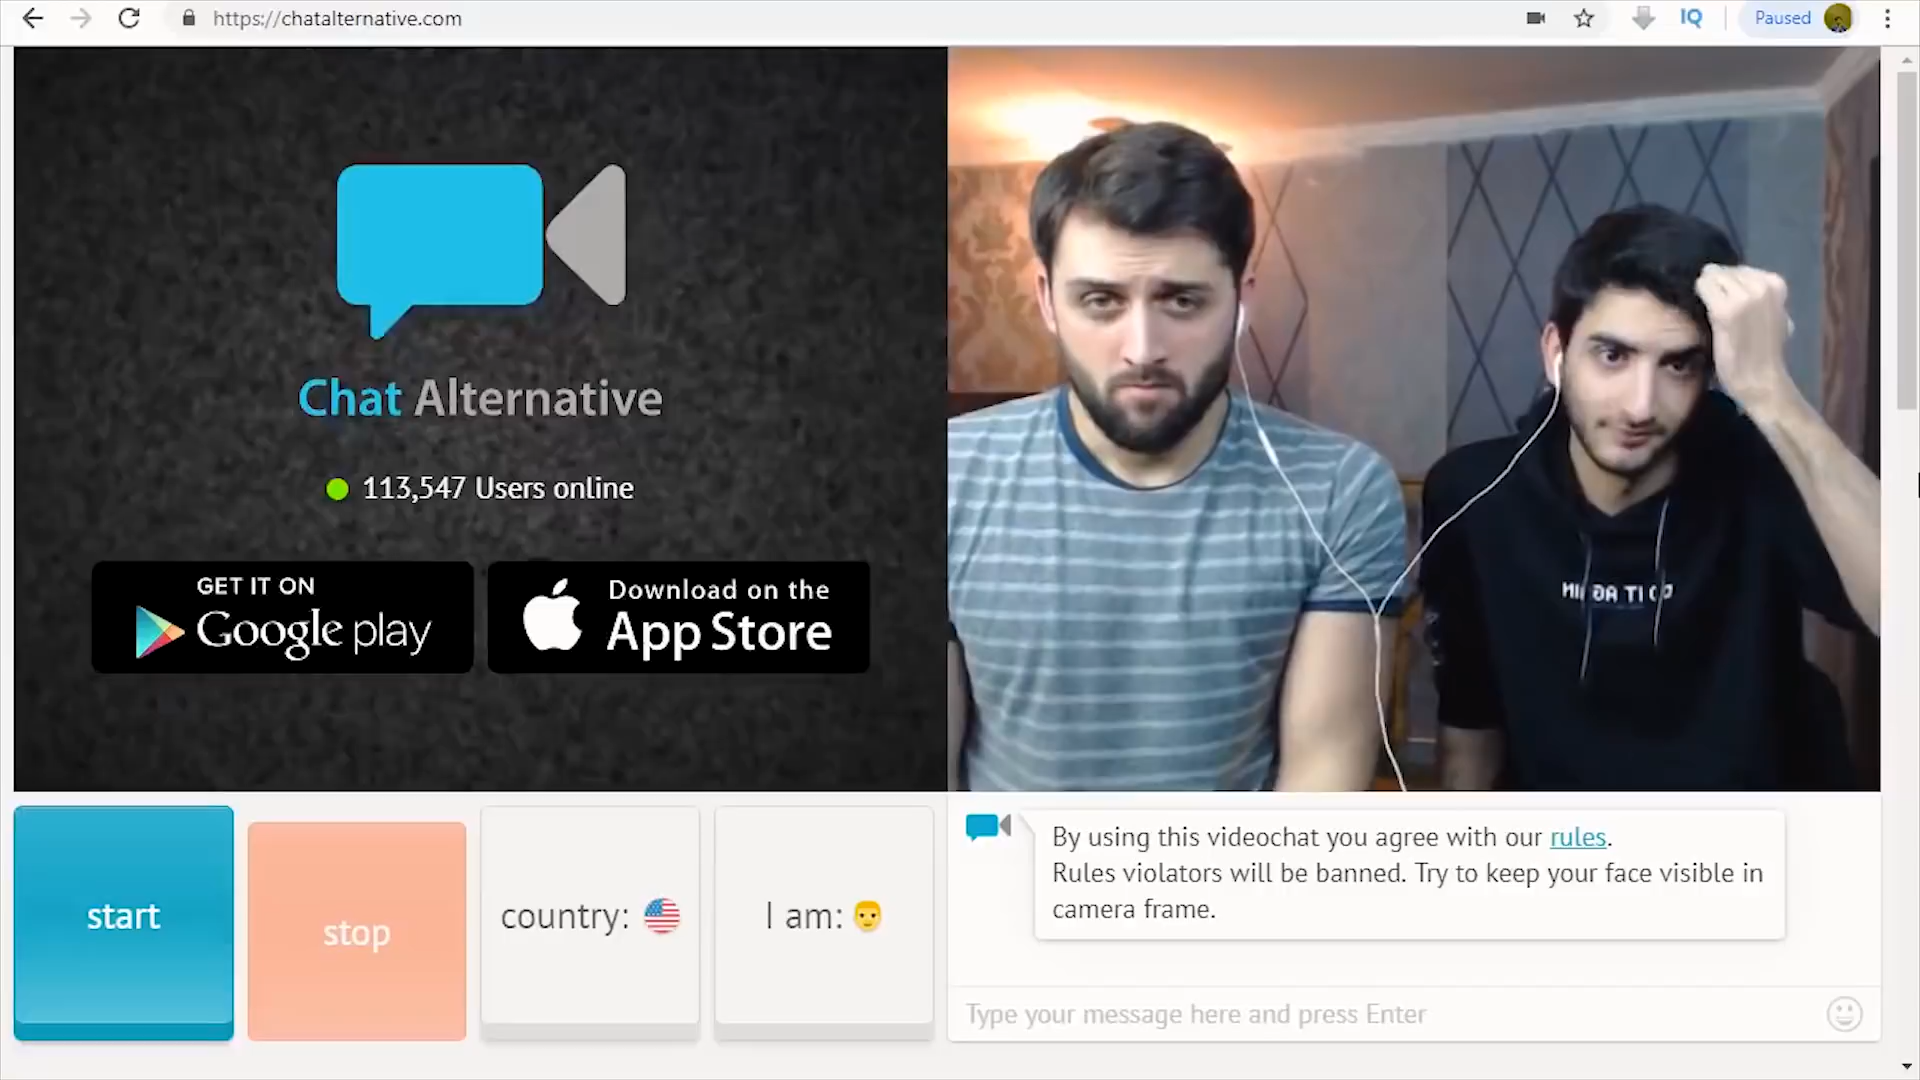 https://chatalternative.com
IQ
Paused
Chat Alternative
113,547 Users online
GET IT ON
Google play
Download on the
App Store
start
stop
country:
I am:
By using this videochat you agree with our rules.
Rules violators will be banned. Try to keep your face visible in
camera frame.
Type your message here and press Enter